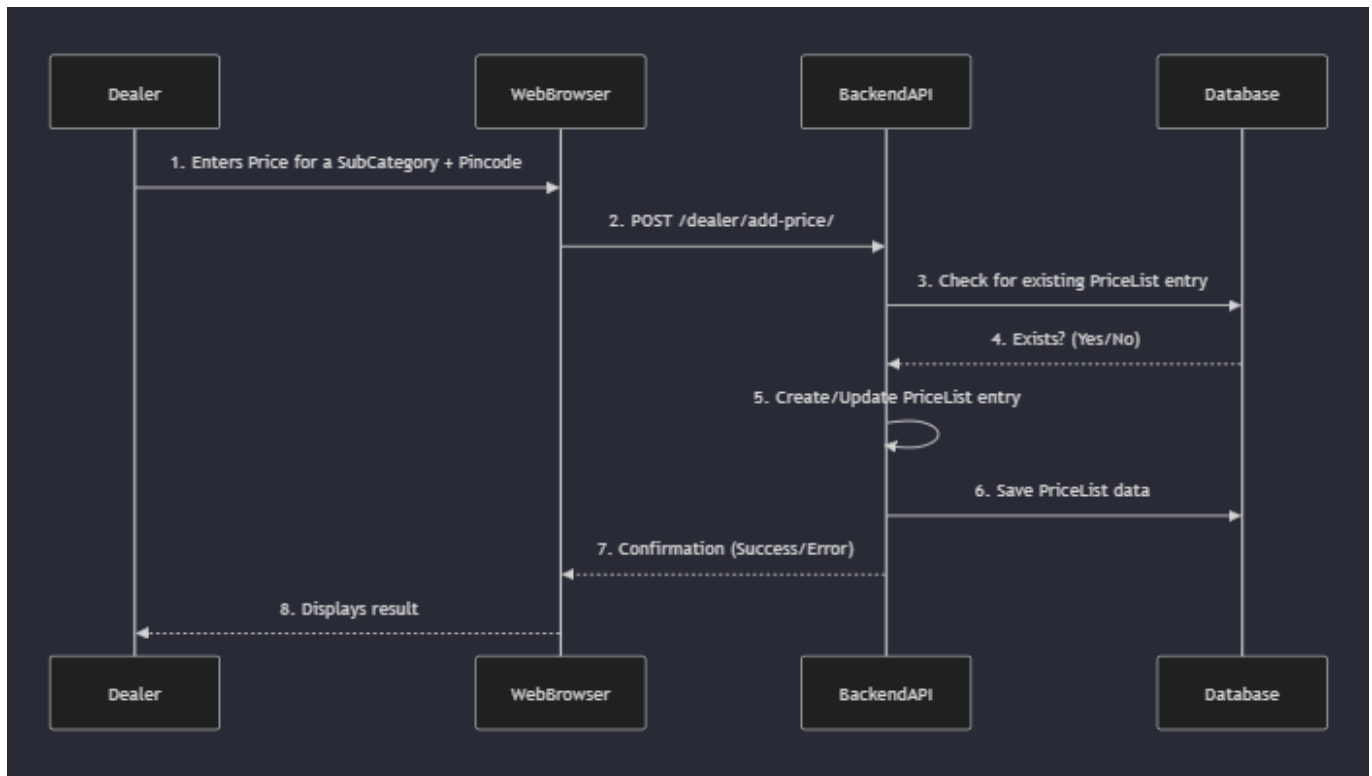 Dealer
WebBrowser
BackendAPI
Database
1. Enters Price for a SubCategory + Pincode
2. POST /dealer/add-price/
3. Check for existing PriceList entry
4. Exists? (Yes/No)
5. Create/Update PriceList entry
6. Save PriceList data
7. Confirmation (Success/Error)
8. Displays result
Dealer
WebBrowser
BackendAPI
Database